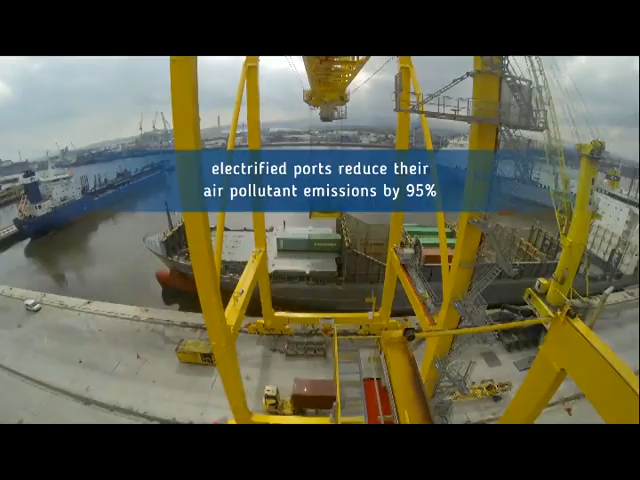 electrified ports reduce their
air pollutant emissions by 95%